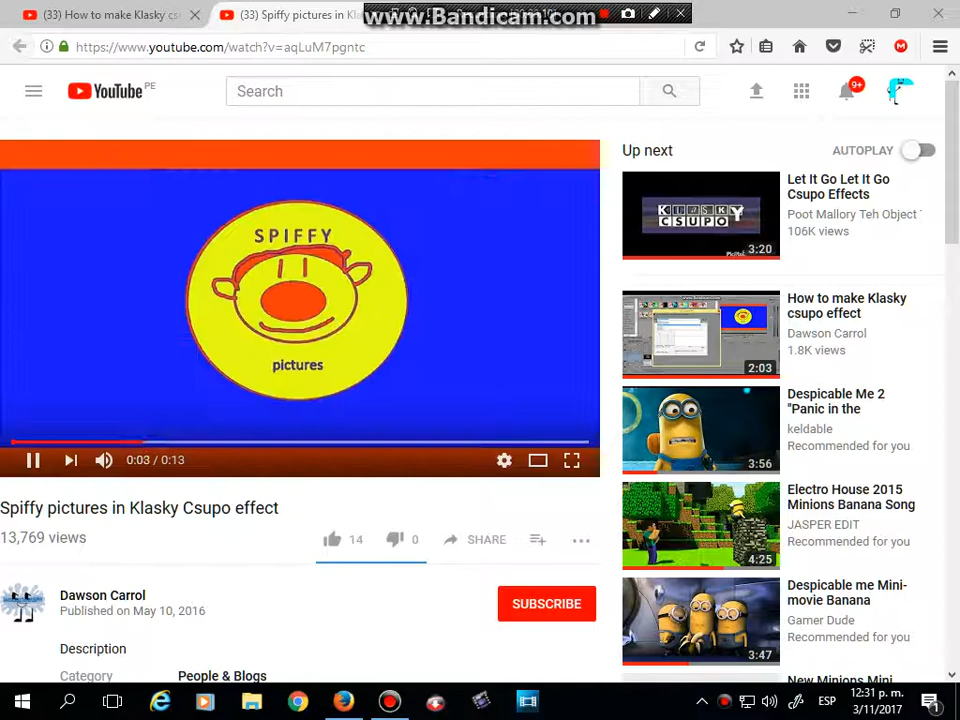 (33) How to make Klasky cs
(33) Spiffy pictures in Kl
www.Bandicam.com
https://www.youtube.com/watch?v=aqLuM7pgntc
YouTube PE
Search
9+
SPIFFY
pictures
0:03 / 0:13
Spiffy pictures in Klasky Csupo effect
13,769 views
14
0
SHARE
Dawson Carrol
Published on May 10, 2016
SUBSCRIBE
Description
Category
People & Blogs
Up next
AUTOPLAY
KLASKY
CSUPO
3:20
Let It Go Let It Go
Csupo Effects
Poot Mallory Teh Object
106K views
2:03
How to make Klasky
csupo effect
Dawson Carrol
1.8K views
3:56
Despicable Me 2
"Panic in the
keldable
Recommended for you
4:25
Electro House 2015
Minions Banana Song
JASPER EDIT
Recommended for you
3:47
Despicable me Mini-
movie Banana
Gamer Dude
Recommended for you
New Minions Mini
ESP
12:31 p. m.
3/11/2017
1